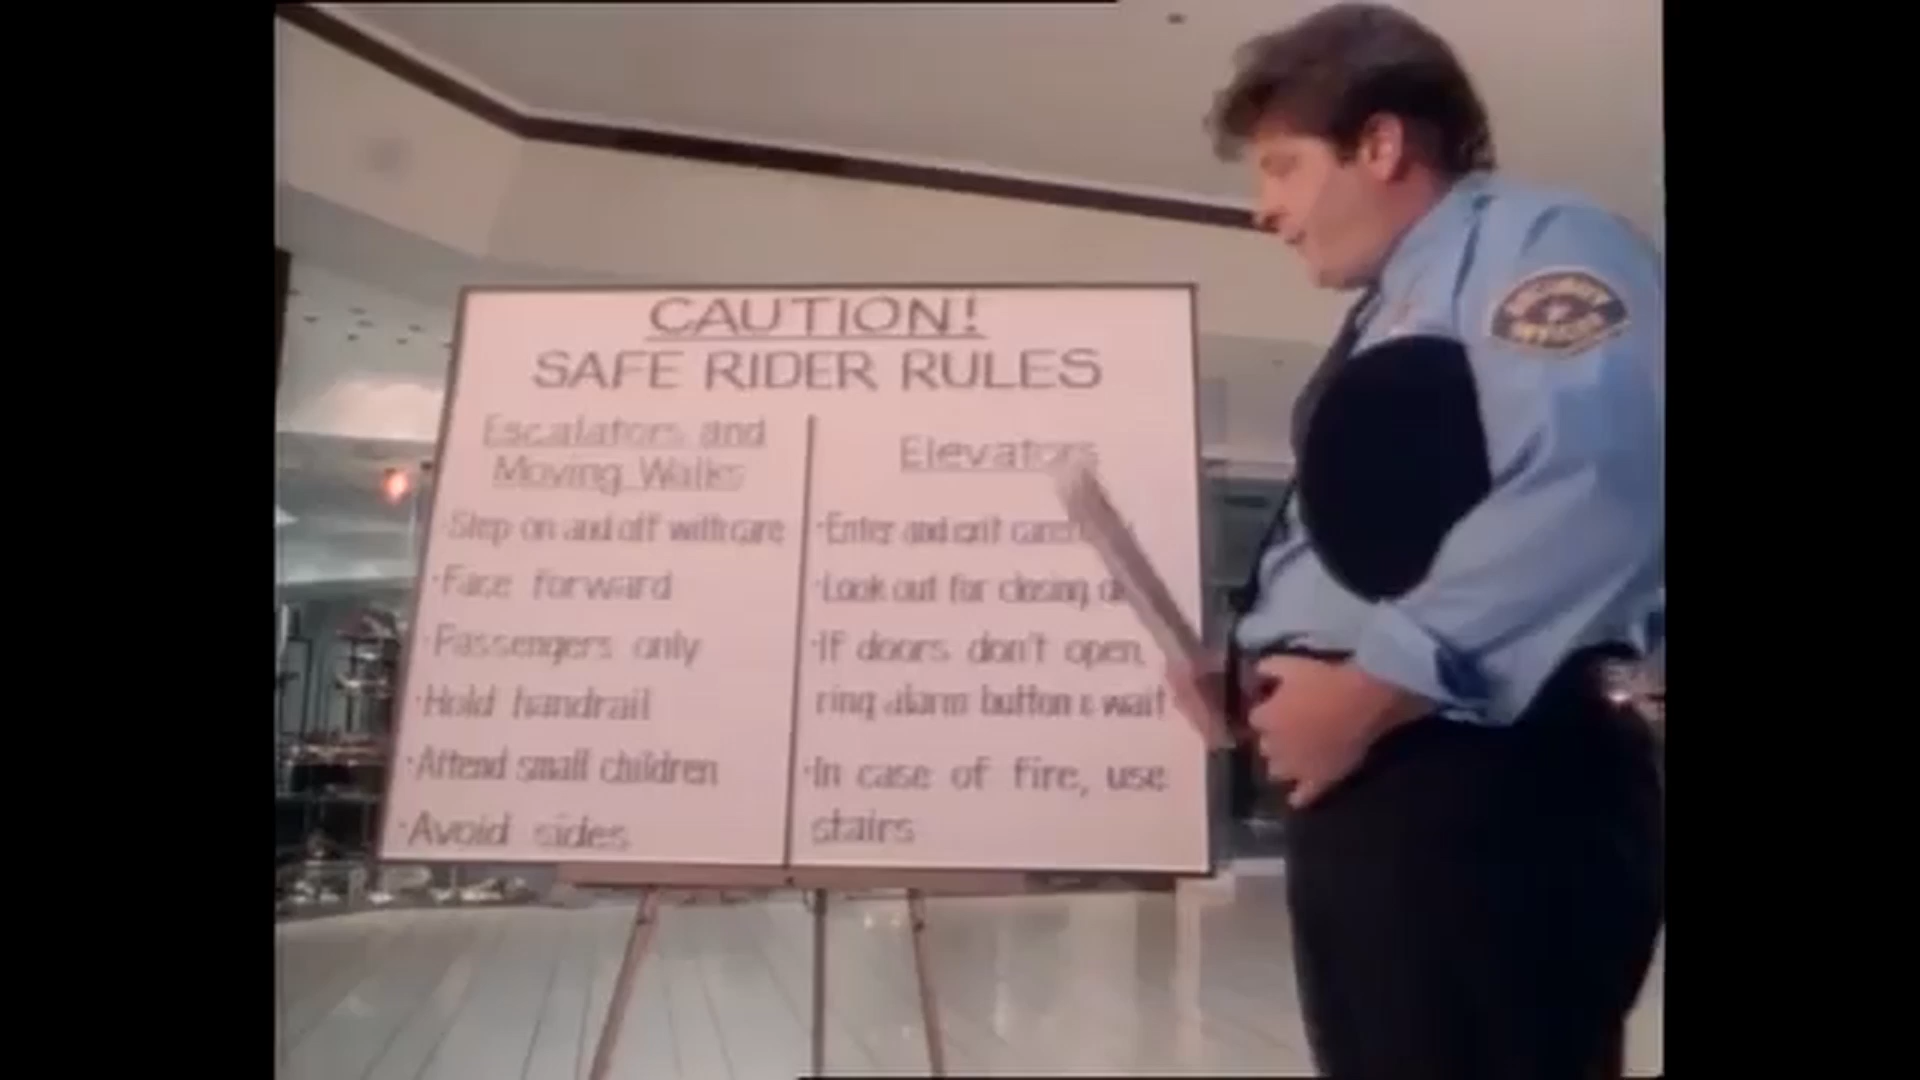 CAUTION!
SAFE RIDER RULES
Escalators and
Moving Walks
·Step on and off with care
·Face forward
·Passengers only
·Hold handrail
·Attend small children
·Avoid sides
Elevators
·Enter and exit
·Look out for closing
·If doors don't open,
ring alarm button & wait
·In case of fire, use
stairs